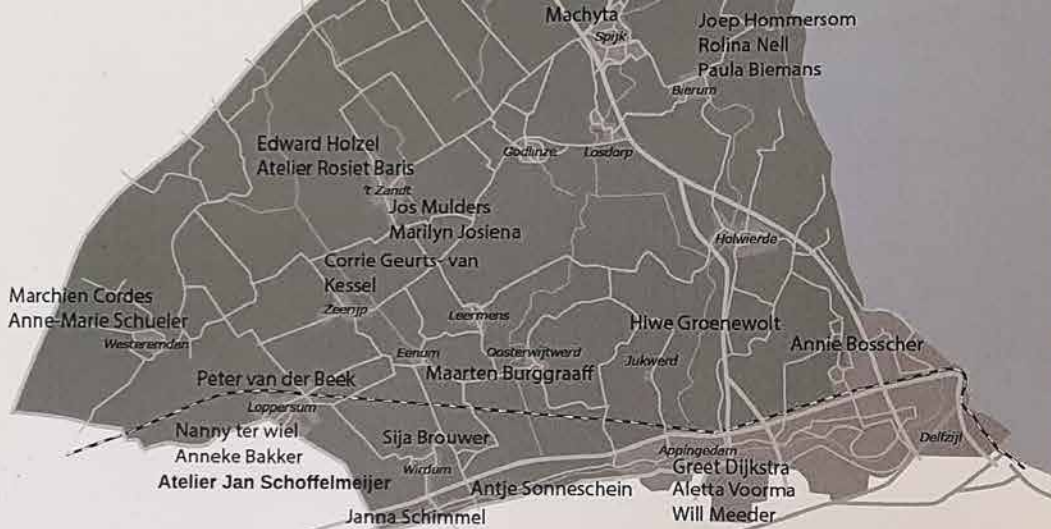 Machyta
Spijk
Joep Hommersom
Rolina Nell
Paula Biemans
Bierum
Edward Holzel
Atelier Rosiet Baris
't Zandt
Godlinze
Losdorp
Jos Mulders
Marilyn Josiena
Holwierde
Corrie Geurts- van
Kessel
Zeerijp
Marchien Cordes
Anne-Marie Schueler
Westeremden
Leermens
Hiwe Groenewolt
Annie Bosscher
Eenum
Oosterwijtwerd
Jukwerd
Maarten Burggraaff
Peter van der Beek
Loppersum
Nanny ter wiel
Anneke Bakker
Atelier Jan Schoffelmeijer
Sija Brouwer
Wirdum
Appingedam
Delfzijl
Greet Dijkstra
Aletta Voorma
Will Meeder
Antje Sonneschein
Janna Schimmel